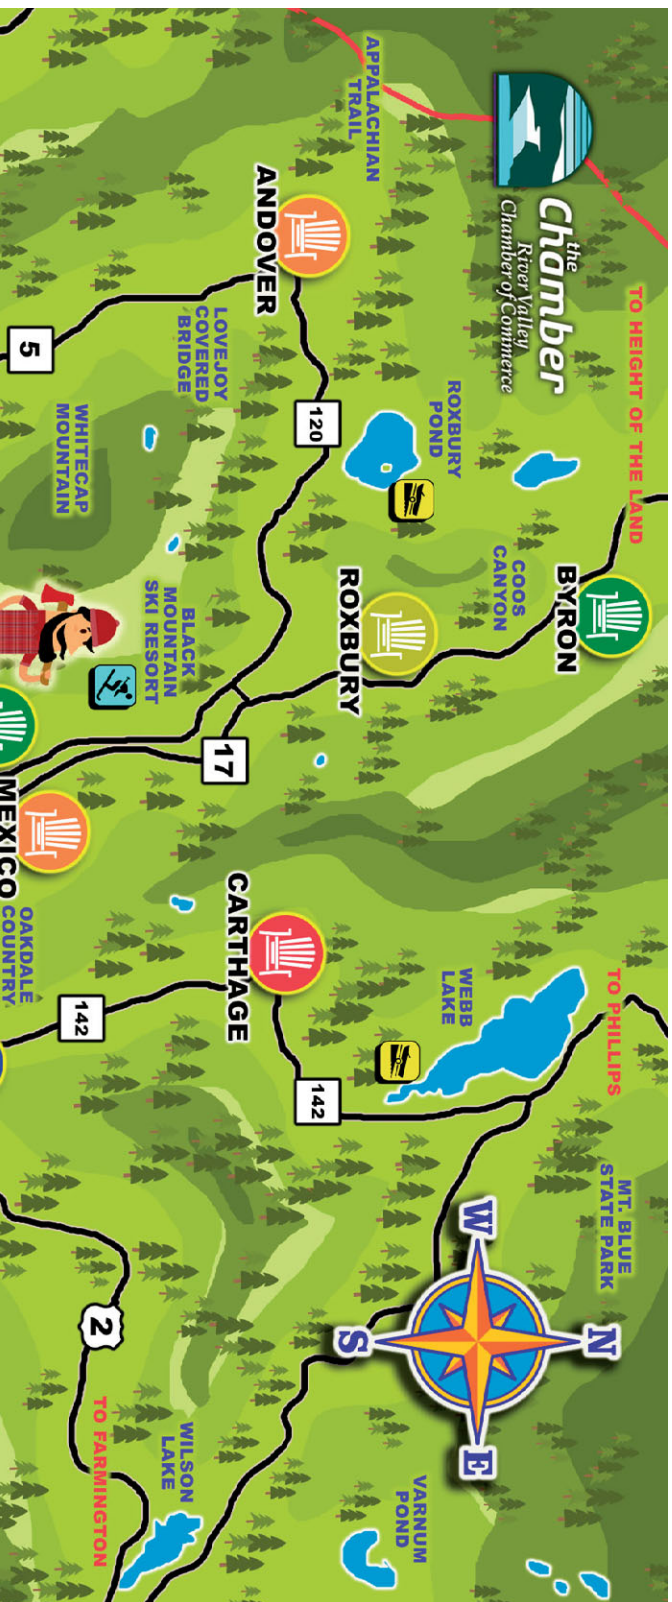 APPALACHIAN
TRAIL
the
Chamber
River Valley
Chamber of Commerce
TO HEIGHT OF THE LAND
ANDOVER
LOVEJOY
COVERED
BRIDGE
5
120
WHITECAP
MOUNTAIN
ROXBURY
POND
COOS
CANYON
BYRON
ROXBURY
BLACK
MOUNTAIN
SKI RESORT
17
MEXICO
OAKDALE
COUNTRY
CARTHAGE
142
142
WEBB
LAKE
TO PHILLIPS
MT. BLUE
STATE PARK
N
W
E
S
2
TO FARMINGTON
WILSON
LAKE
VARNUM
POND